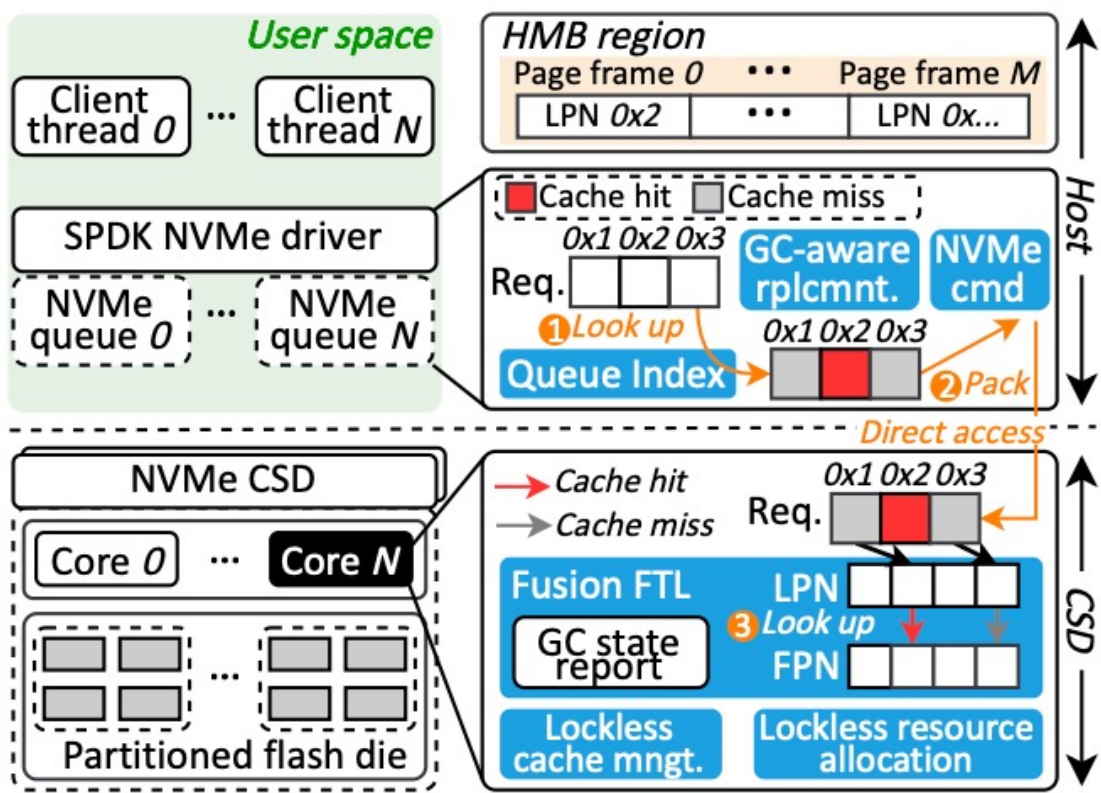 User space
Client
thread 0
...
Client
thread N
SPDK NVMe driver
NVMe
queue 0
...
NVMe
queue N
HMB region
Page frame 0
...
Page frame M
LPN 0x2
...
LPN 0x...
Cache hit
Cache miss
0x1 0x2 0x3
Req.
GC-aware
rplcmnt.
NVMe
cmd
1 Look up
Queue Index
0x1 0x2 0x3
2 Pack
Host
Direct access
NVMe CSD
Core 0
...
Core N
...
Partitioned flash die
Cache hit
Cache miss
0x1 0x2 0x3
Req.
Fusion FTL
GC state
report
LPN
3 Look up
FPN
Lockless
cache mngt.
Lockless resource
allocation
CSD